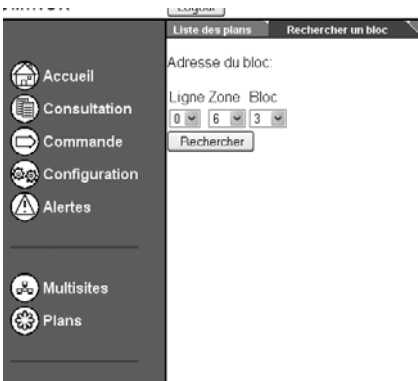 Logout
Liste des plans Rechercher un bloc
Accueil
Consultation
Commande
Configuration
Alertes
Multisites
Plans
Adresse du bloc:
Ligne Zone Bloc
0 6 3
Rechercher